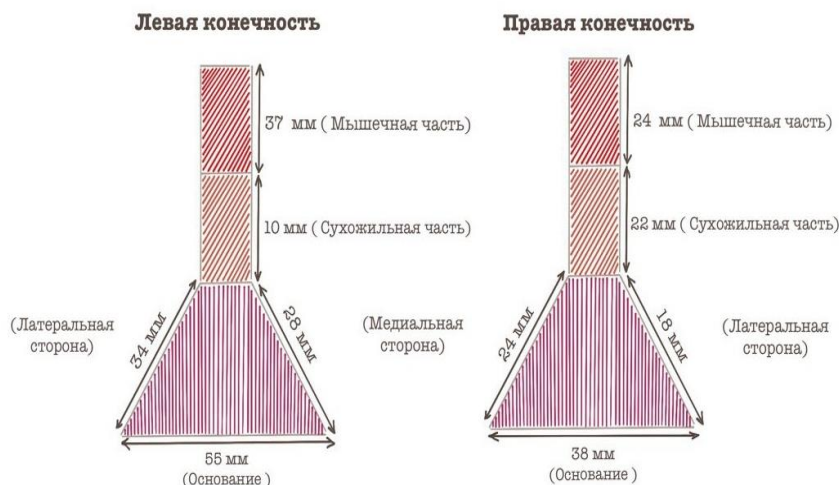 Левая конечность
37 мм ( Мышечная часть)
10 мм ( Сухожильная часть)
(Латеральная
сторона)
34 мм
28 мм
55 мм
(Основание )
Правая конечность
24 мм ( Мышечная часть)
22 мм ( Сухожильная часть)
(Медиальная
сторона)
24 мм
18 мм
(Латеральная
сторона)
38 мм
(Основание )